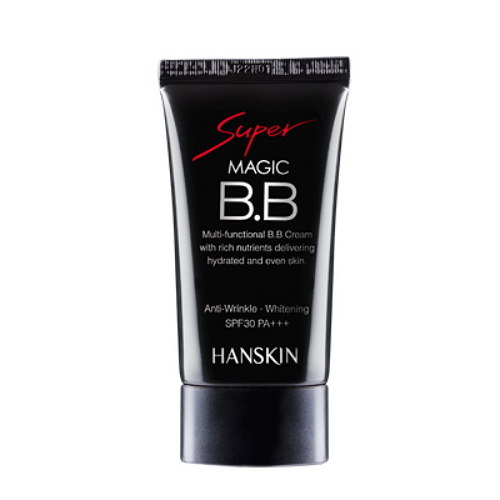 Super
MAGIC
B.B
Multi-functional B.B Cream
with rich nutrients delivering
hydrated and even skin.
Anti-Wrinkle - Whitening
SPF30 PA+++
HANSKIN